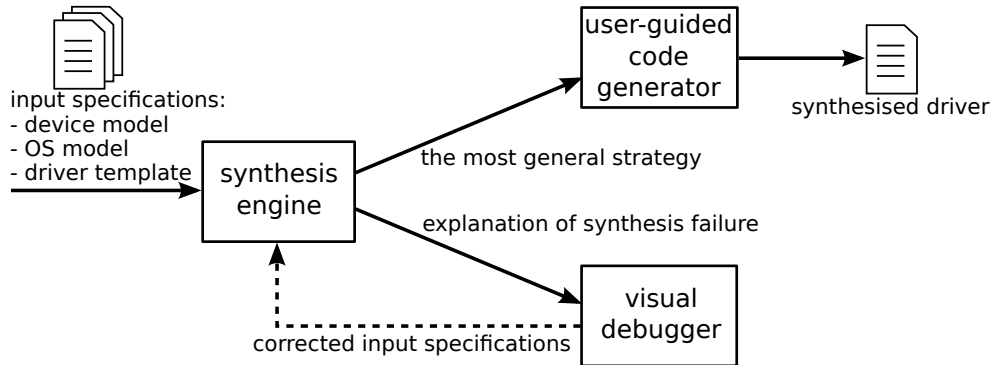 input specifications:
- device model
- OS model
- driver template
synthesis
engine
the most general strategy
user-guided
code
generator
synthesised driver
explanation of synthesis failure
visual
debugger
corrected input specifications